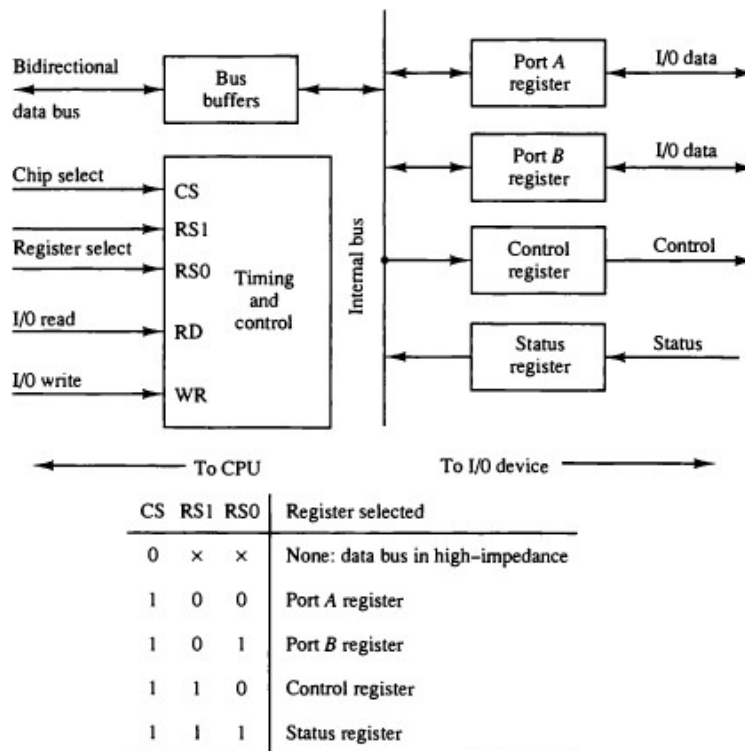 Bidirectional
data bus
Bus
buffers
Port A
register
I/0 data
Port B
register
I/0 data
Chip select
CS
RS1
Register select
RS0
Timing
and
control
I/0 read
RD
I/0 write
WR
Internal bus
Control
register
Control
Status
register
Status
To CPU
To I/0 device
CS RS1 RS0 Register selected
0 × × None: data bus in high-impedance
1 0 0 Port A register
1 0 1 Port B register
1 1 0 Control register
1 1 1 Status register